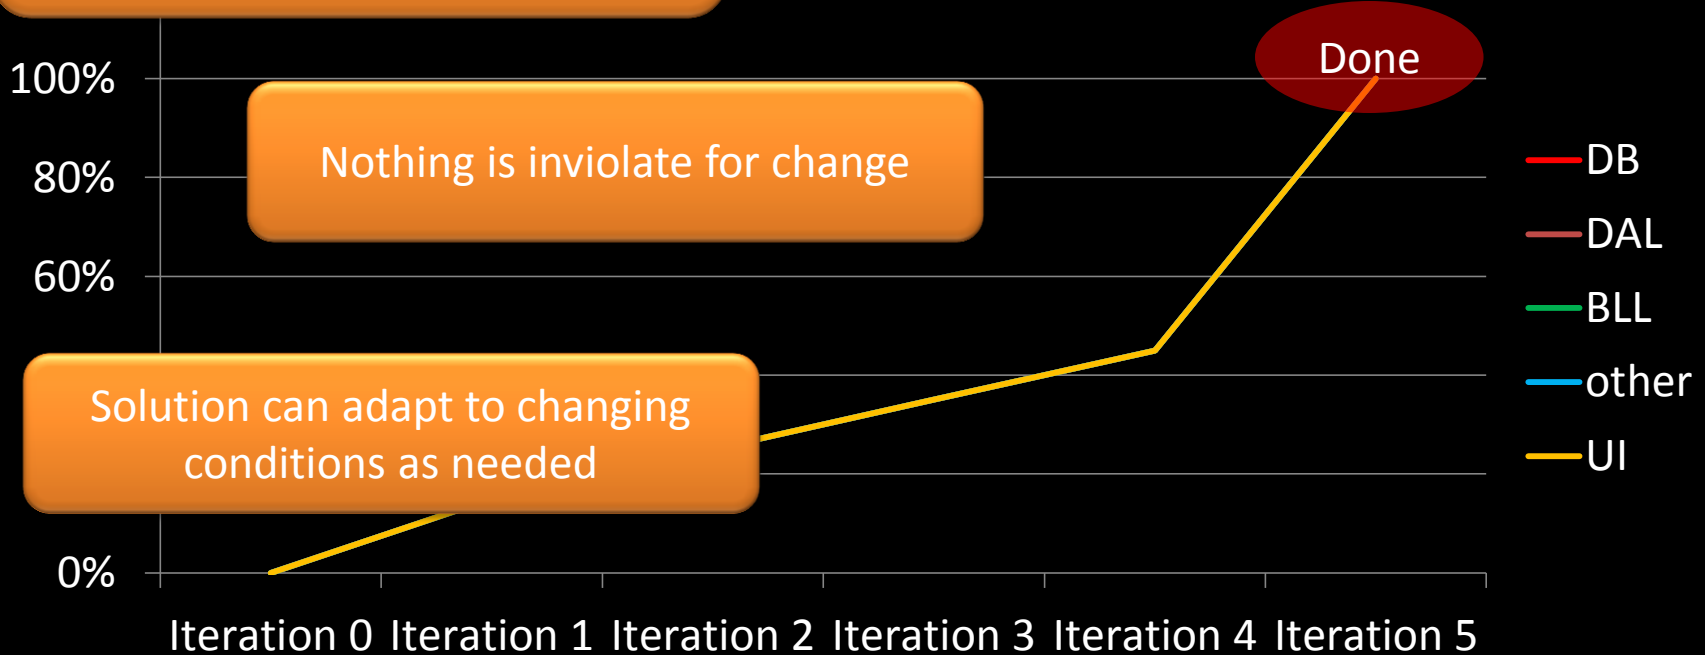 Done
100%
Nothing is inviolate for change
80%
60%
Solution can adapt to changing
conditions as needed
0%
Iteration 0 Iteration 1 Iteration 2 Iteration 3 Iteration 4 Iteration 5
DB
DAL
BLL
other
UI